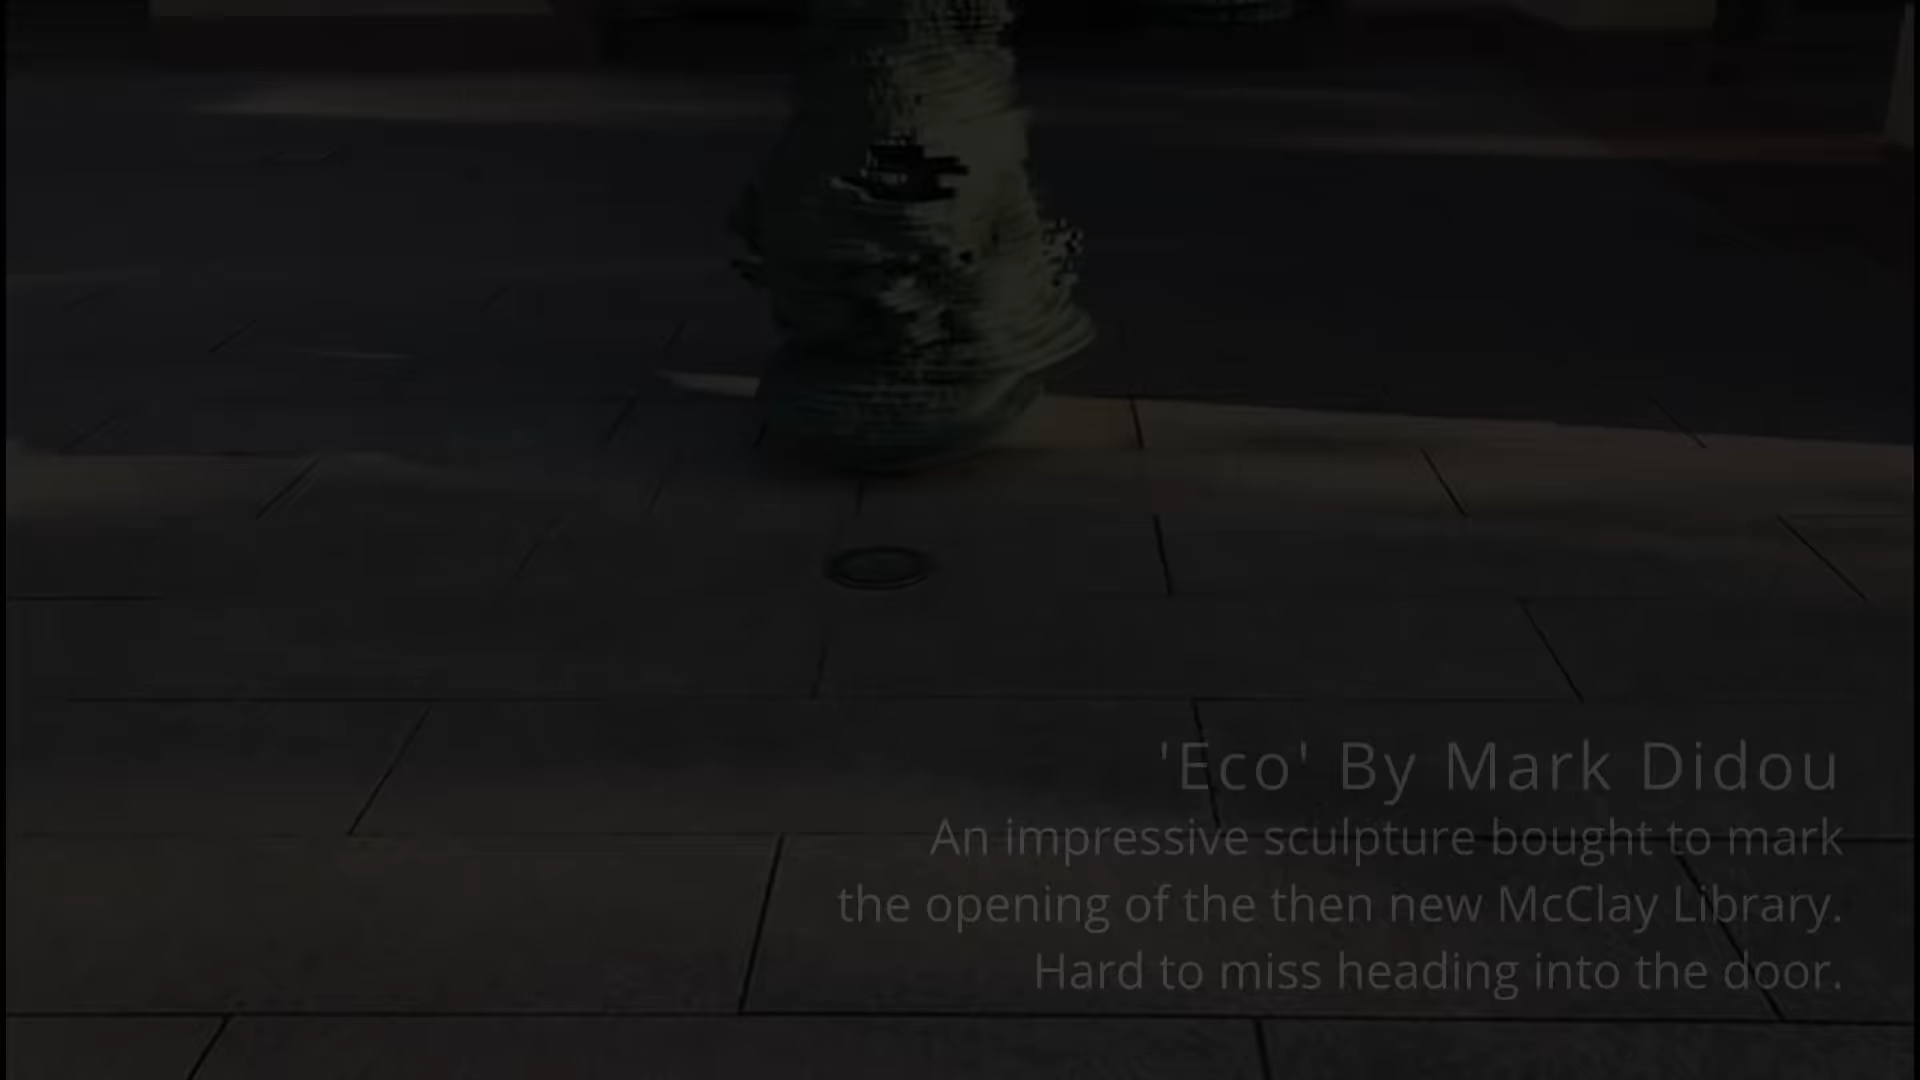 'Eco' By Mark Didou
An impressive sculpture bought to mark
the opening of the then new McClay Library.
Hard to miss heading into the door.